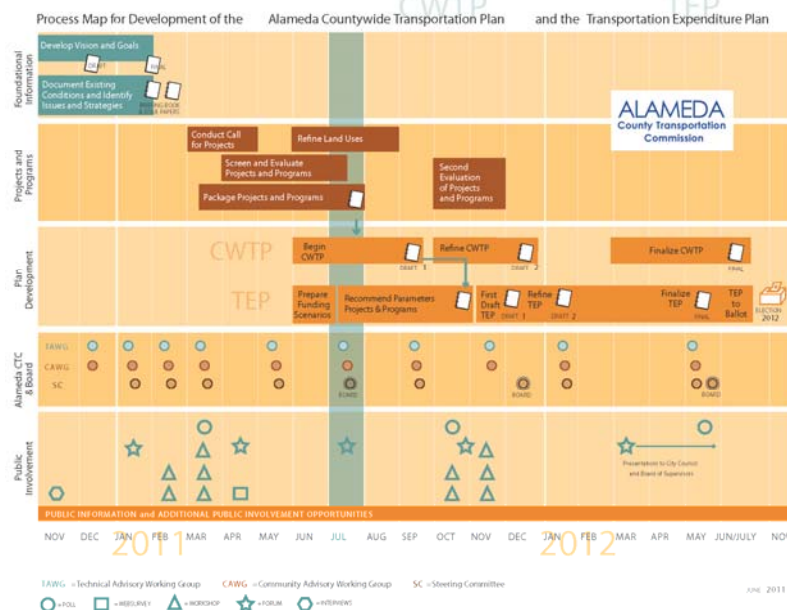 CWTP TEP
Process Map for Development of the Alameda Countywide Transportation Plan and the Transportation Expenditure Plan
Foundational
Information
Develop Vision and Goals
DRAFT
FINAL
Document Existing
Conditions and Identify
Issues and Strategies
ALAMEDA
County Transportation
Commission
Projects and
Programs
Conduct Call
for Projects
Refine Land Uses
Screen and Evaluate
Projects and Programs
Package Projects and Programs
Second
Evaluation
of Projects
and Programs
Plan
Development
CWTP
Begin
CWTP
DRAFT 1
Refine CWTP
DRAFT 2
Finalize CWTP
FINAL
TEP
Prepare
Funding
Scenarios
Recommend Parameters
Projects & Programs
First
Draft
TEP
DRAFT 1
Refine
TEP
DRAFT 2
Finalize
TEP
FINAL
TEP
to
Ballot
ELECTION
2012
Alameda CTC
& Board
TAWG
CAWG
SC
BOARD
BOARD
BOARD
Public
Involvement
Presentations to City Council
and Board of Supervisors
PUBLIC INFORMATION and ADDITIONAL PUBLIC INVOLVEMENT OPPORTUNITIES
NOV DEC JAN FEB MAR APR MAY JUN JUL AUG SEP OCT NOV DEC JAN FEB MAR APR MAY JUN/JULY NOV
2011 2012
TAWG = Technical Advisory Working Group CAWG = Community Advisory Working Group SC = Steering Committee
= POLL = WEBSURVEY = WORKSHOP = FORUM = INTERVIEWS
JUNE 2011